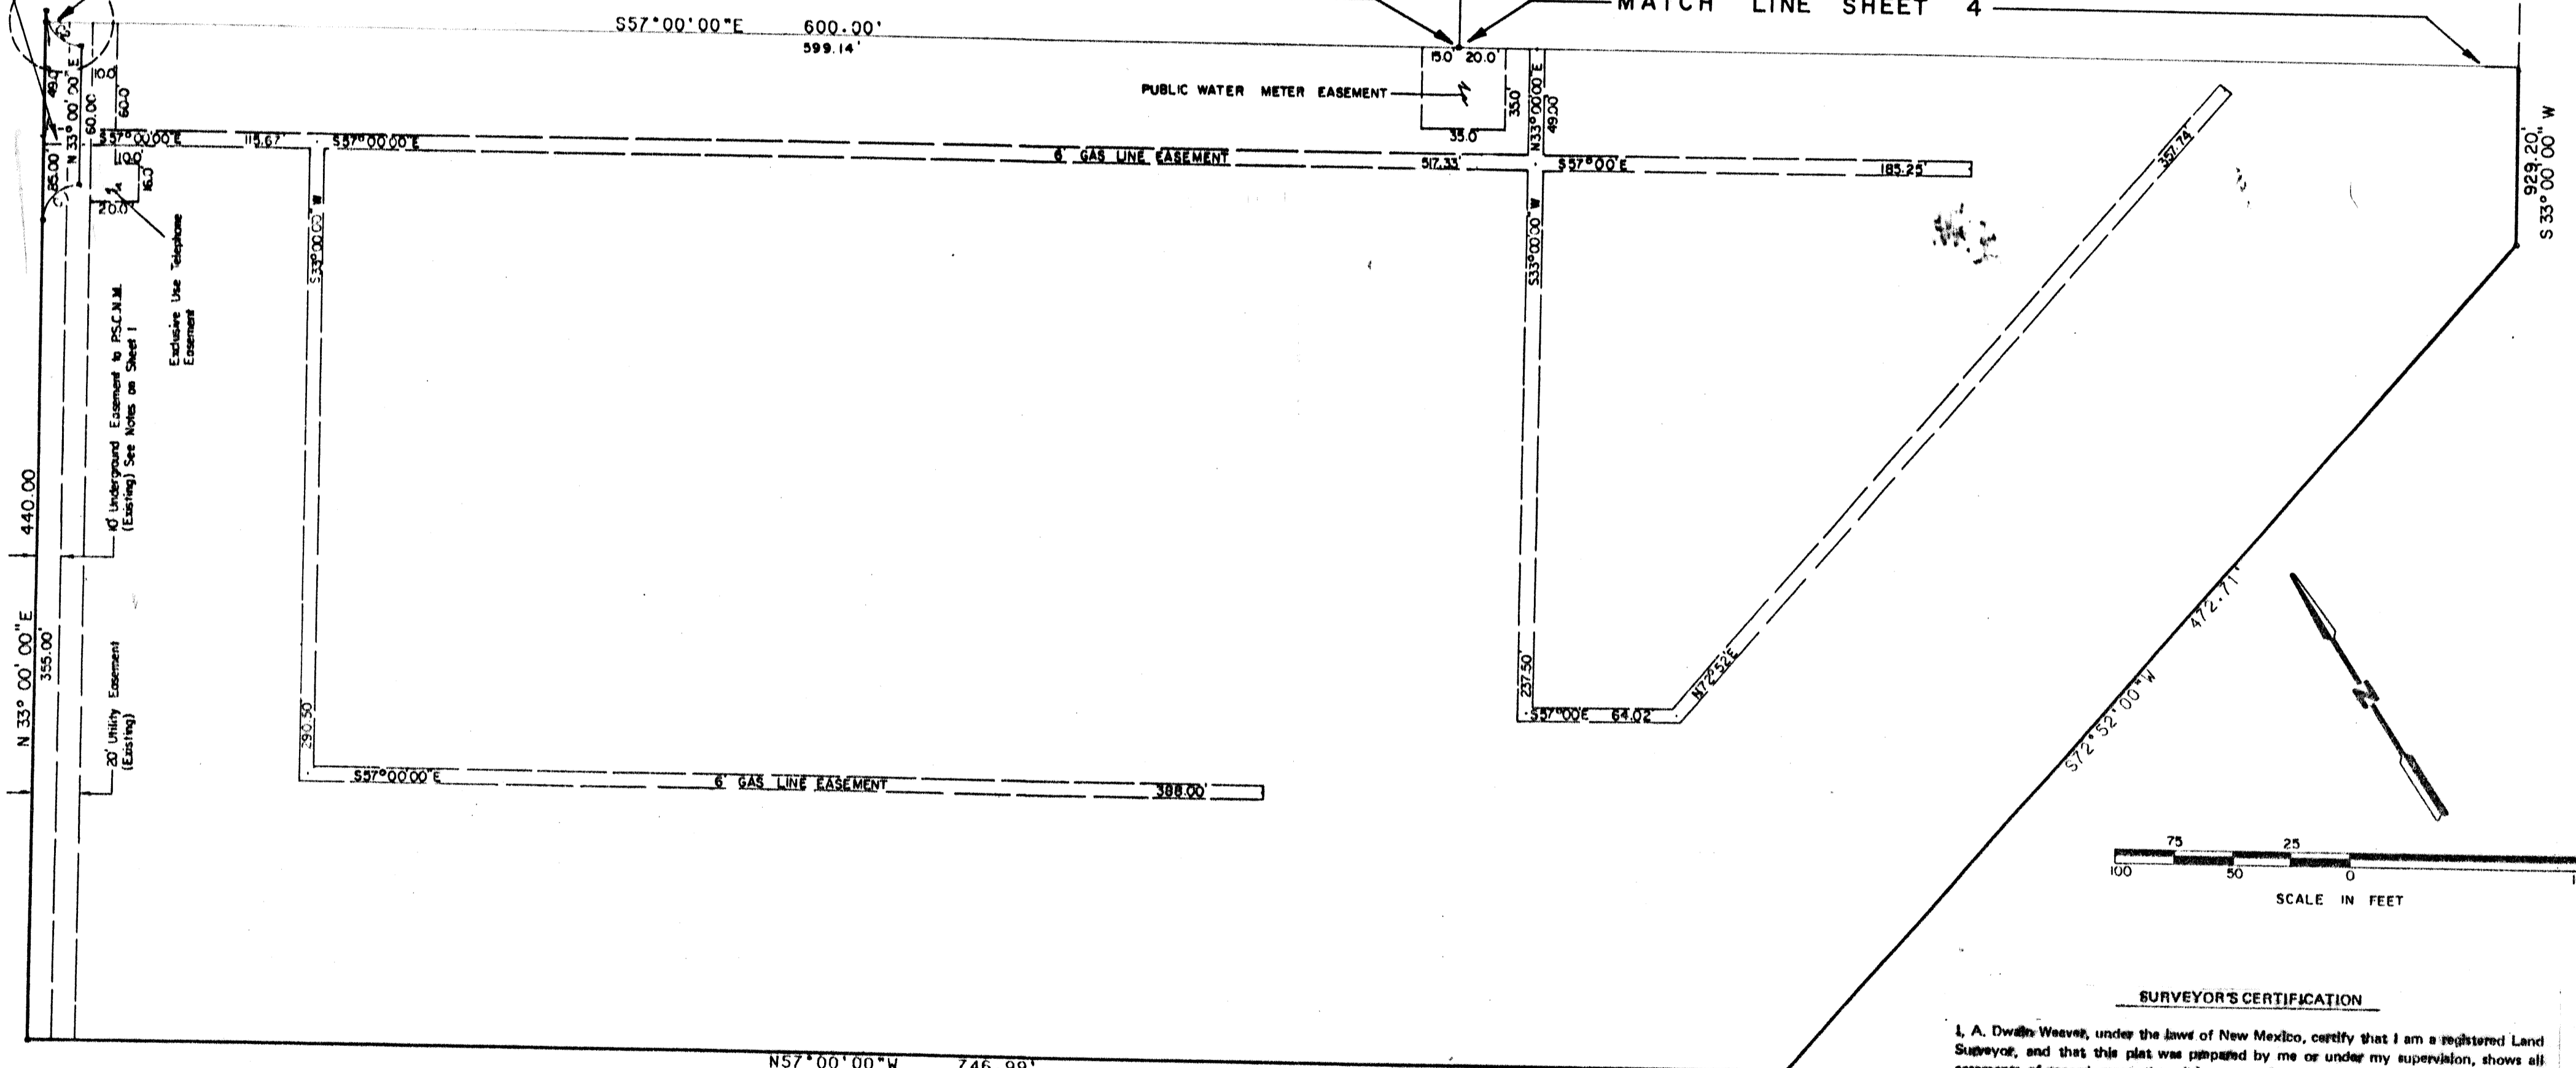 MATCH LINE SHEET 4
S57°00'00"E 600.00'
599.14'
15.0' 20.0'
PUBLIC WATER METER EASEMENT
35.0'
35.0'
N33°00'00"E
49.00
49.0'
N 33° 00' 00" E
60.00
10.0'
60.0'
S57°00'00"E 115.67'
S57°00'00"E
6' GAS LINE EASEMENT
517.33'
S57°00'E
185.25'
85.00'
10.0'
16.0'
20.0'
Exclusive Use Telephone
Easement
S33°00'00" W
S33°00'00" W
357.74'
929.20'
S 33° 00' 00" W
10' Underground Easement to P.S.C.N.M.
(Existing) See Notes on Sheet 1
440.00
N 33° 00' 00"E
355.00'
20' Utility Easement
(Existing)
290.50'
S57°00'00"E
6' GAS LINE EASEMENT
388.00'
237.50'
S57°00'E 64.02'
N72°52'E
472.71'
S72°52'00"W
N
75 25
100 50 0
SCALE IN FEET
SURVEYOR'S CERTIFICATION
I, A. Dwain Weaver, under the laws of New Mexico, certify that I am a registered Land
Surveyor, and that this plat was prepared by me or under my supervision, shows all
N57°00'00"W 746.99'